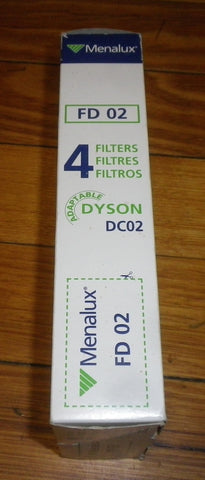 Menalux®
FD 02
4 FILTERS
FILTRES
FILTROS
ADAPTABLE
DYSON
DC02
Menalux®
FD 02